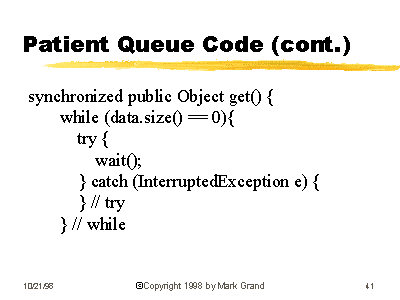 Patient Queue Code (cont.)
synchronized public Object get() {
while (data.size() == 0){
try {
wait();
} catch (InterruptedException e) {
} // try
} // while
10/21/98 ©Copyright 1998 by Mark Grand 41